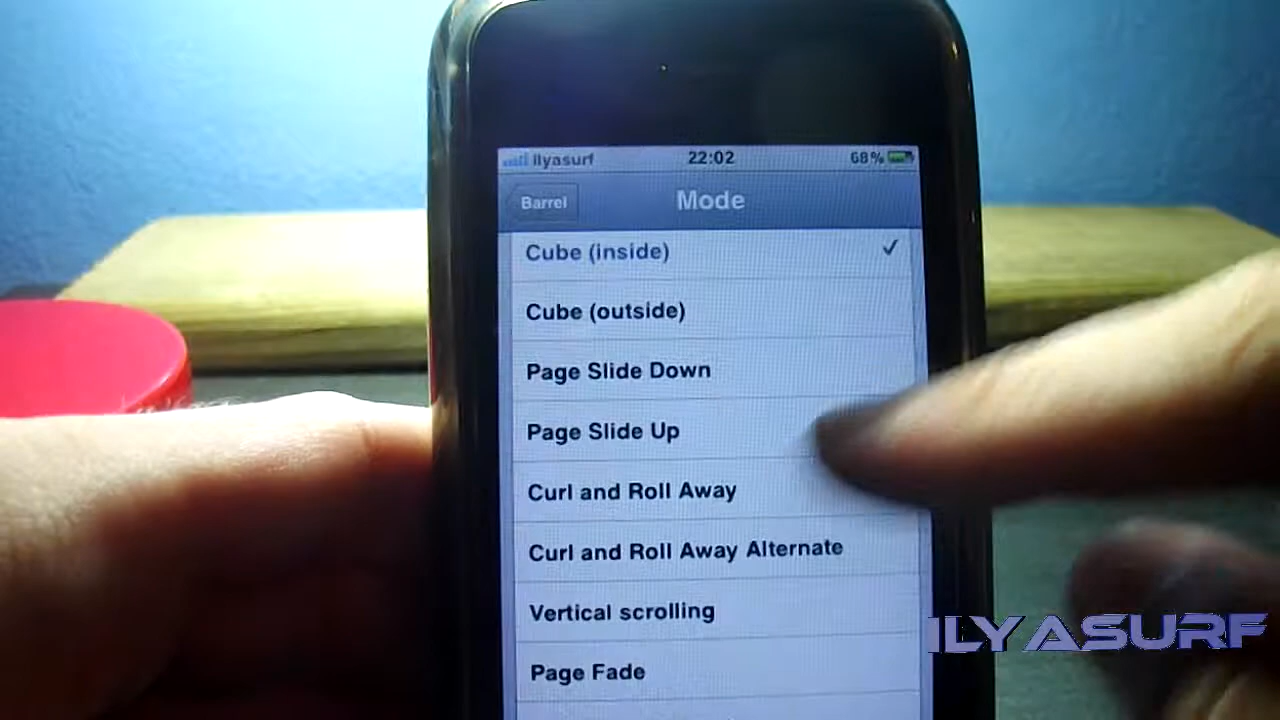 Ilyasurf 22:02 68%
Barrel Mode
Cube (inside)
Cube (outside)
Page Slide Down
Page Slide Up
Curl and Roll Away
Curl and Roll Away Alternate
Vertical scrolling
Page Fade
ILYASURF